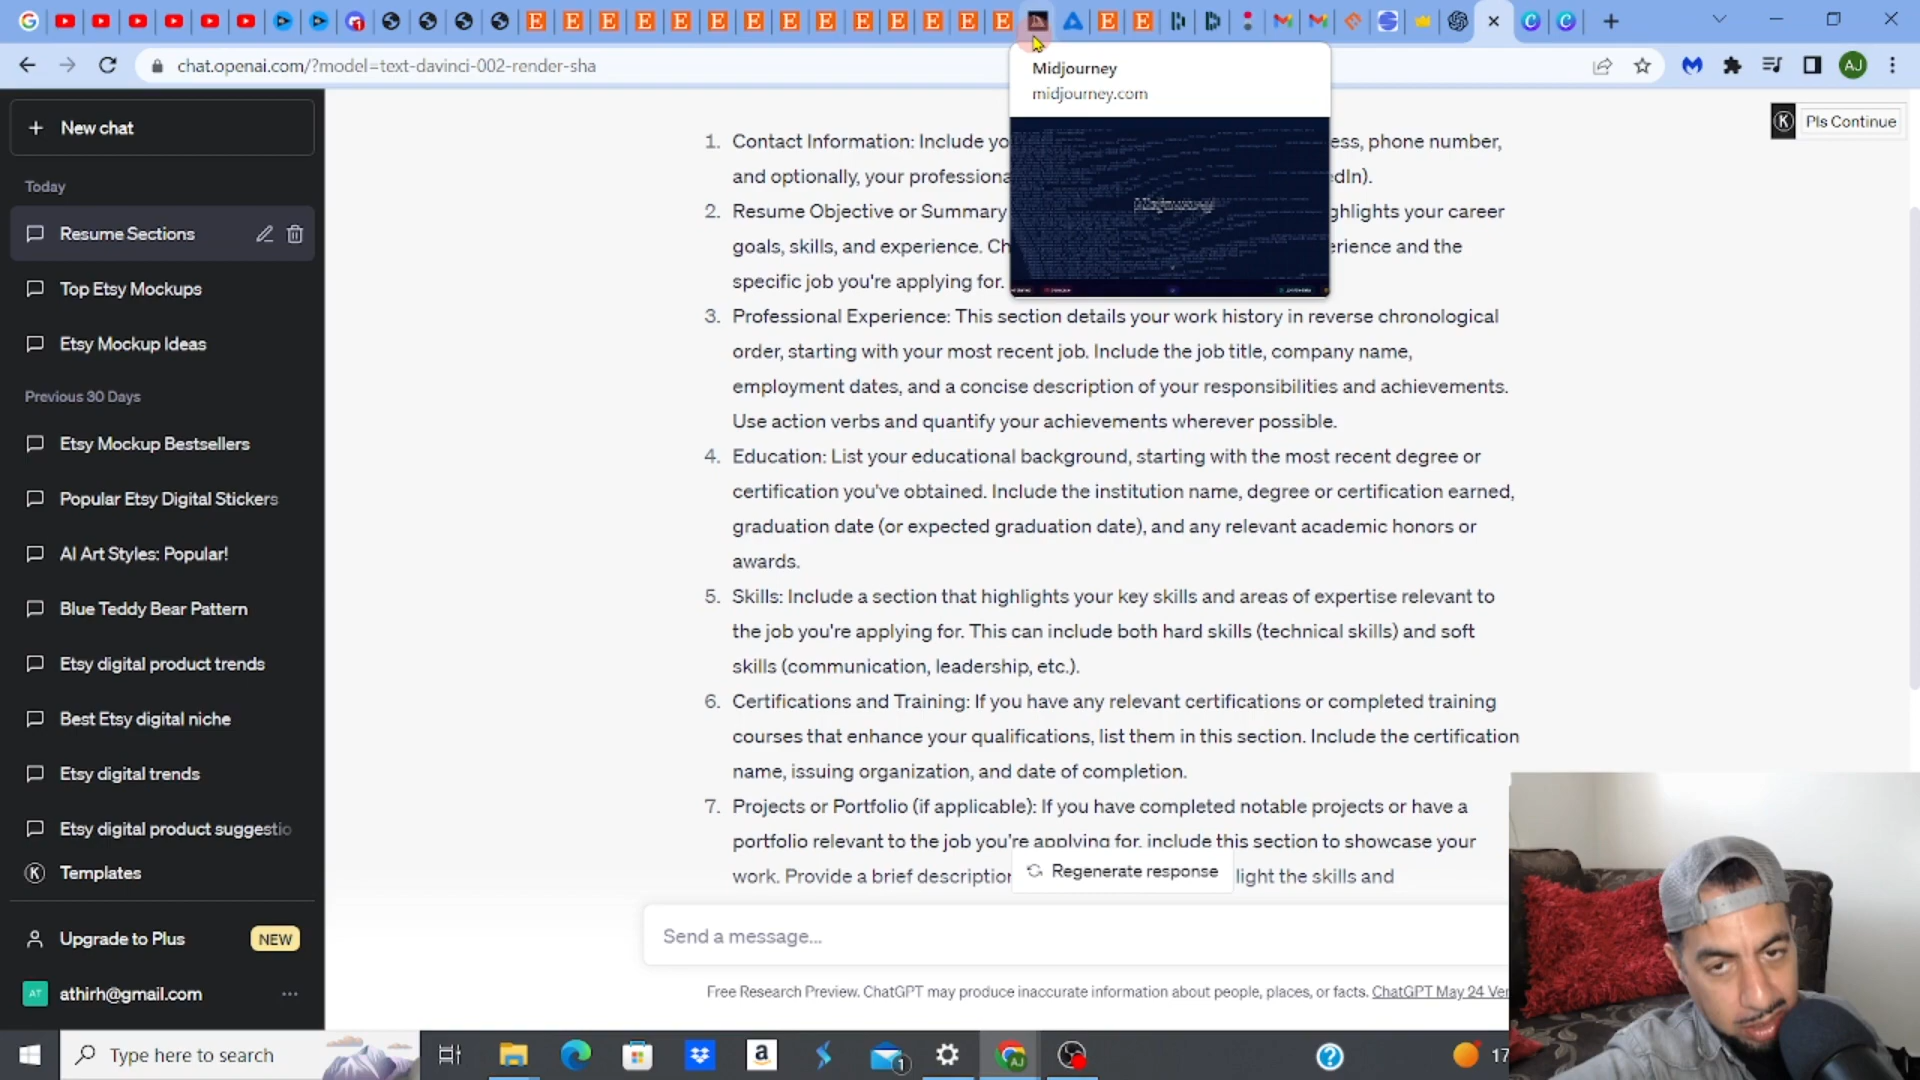 chat.openai.com/?model=text-davinci-002-render-sha
AJ
Midjourney
midjourney.com
Midjourney
New chat
Today
Resume Sections
Top Etsy Mockups
Etsy Mockup Ideas
Previous 30 Days
Etsy Mockup Bestsellers
Popular Etsy Digital Stickers
AI Art Styles: Popular!
Blue Teddy Bear Pattern
Etsy digital product trends
Best Etsy digital niche
Etsy digital trends
Etsy digital product suggestio
Templates
Upgrade to Plus
NEW
AT
athirh@gmail.com
Pls Continue
1. Contact Information: Include yo ess, phone number,
and optionally, your professiona edIn).
2. Resume Objective or Summary ghlights your career
goals, skills, and experience. Ch erience and the
specific job you're applying for.
3. Professional Experience: This section details your work history in reverse chronological
order, starting with your most recent job. Include the job title, company name,
employment dates, and a concise description of your responsibilities and achievements.
Use action verbs and quantify your achievements wherever possible.
4. Education: List your educational background, starting with the most recent degree or
certification you've obtained. Include the institution name, degree or certification earned,
graduation date (or expected graduation date), and any relevant academic honors or
awards.
5. Skills: Include a section that highlights your key skills and areas of expertise relevant to
the job you're applying for. This can include both hard skills (technical skills) and soft
skills (communication, leadership, etc.).
6. Certifications and Training: If you have any relevant certifications or completed training
courses that enhance your qualifications, list them in this section. Include the certification
name, issuing organization, and date of completion.
7. Projects or Portfolio (if applicable): If you have completed notable projects or have a
portfolio relevant to the job you're applying for, include this section to showcase your
work. Provide a brief description light the skills and
Regenerate response
Send a message...
Free Research Preview. ChatGPT may produce inaccurate information about people, places, or facts. ChatGPT May 24 Ver
Type here to search
1
AJ
17